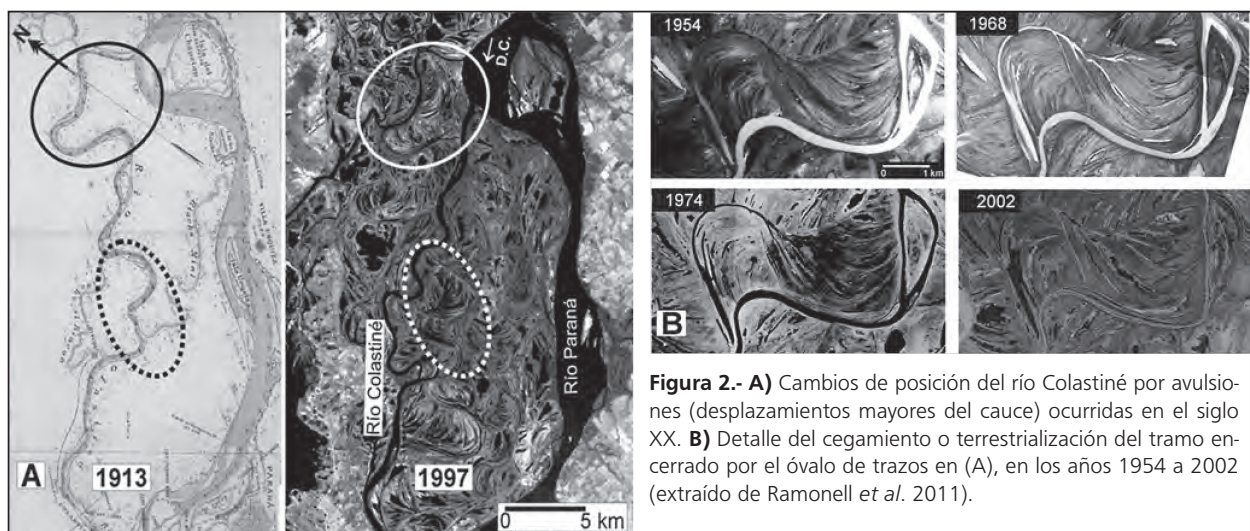 N
A
1913
D.C.
Río Colastiné
Río Paraná
1997
5 km
1954
1 km
1968
1974
B
2002
PARANÁ
Figura 2.- A) Cambios de posición del río Colastiné por avulsio-
nes (desplazamientos mayores del cauce) ocurridas en el siglo
XX. B) Detalle del cegamiento o terrestrialización del tramo en-
cerrado por el óvalo de trazos en (A), en los años 1954 a 2002
(extraído de Ramonell et al. 2011).